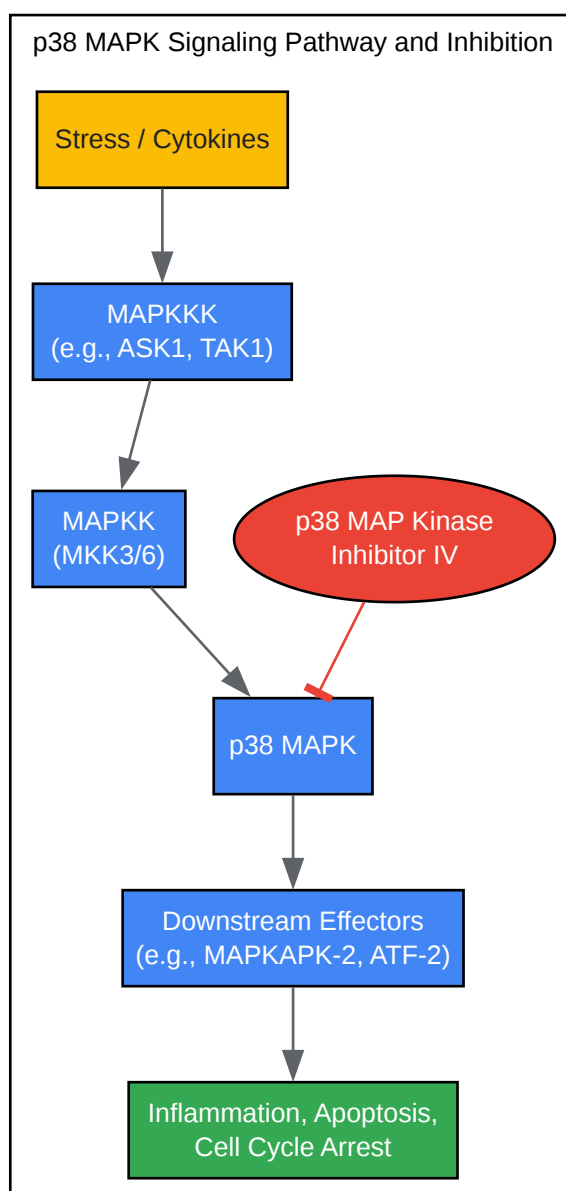 p38 MAPK Signaling Pathway and Inhibition
Stress / Cytokines
MAPKKK
(e.g., ASK1, TAK1)
MAPKK
(MKK3/6)
p38 MAP Kinase
Inhibitor IV
p38 MAPK
Downstream Effectors
(e.g., MAPKAPK-2, ATF-2)
Inflammation, Apoptosis,
Cell Cycle Arrest